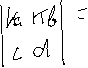 |ka kb| =
|c d|